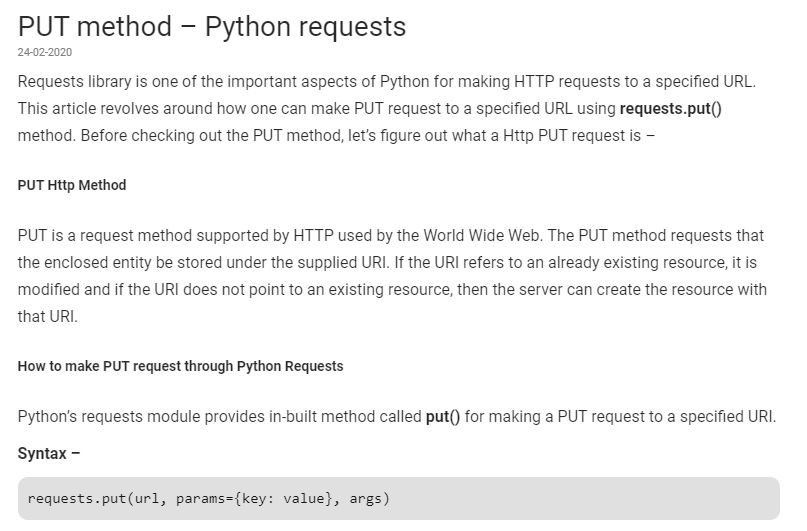 PUT method – Python requests
24-02-2020
Requests library is one of the important aspects of Python for making HTTP requests to a specified URL.
This article revolves around how one can make PUT request to a specified URL using requests.put()
method. Before checking out the PUT method, let’s figure out what a Http PUT request is –
PUT Http Method
PUT is a request method supported by HTTP used by the World Wide Web. The PUT method requests that
the enclosed entity be stored under the supplied URI. If the URI refers to an already existing resource, it is
modified and if the URI does not point to an existing resource, then the server can create the resource with
that URI.
How to make PUT request through Python Requests
Python’s requests module provides in-built method called put() for making a PUT request to a specified URI.
Syntax –
requests.put(url, params={key: value}, args)